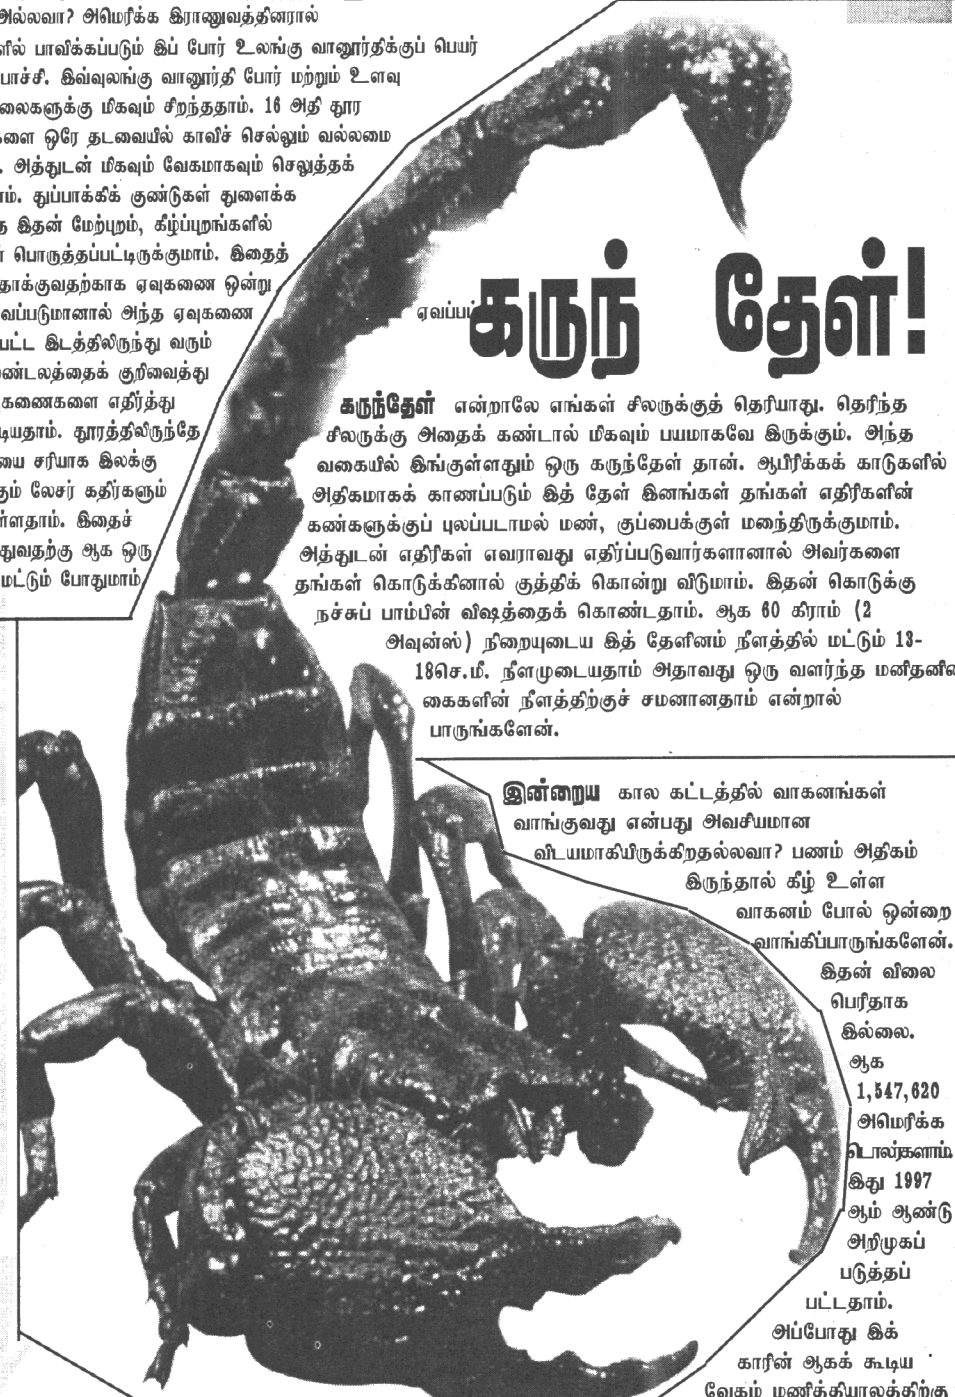 அல்லவா? அமெரிக்க இராணுவத்தினரால்
பாவிக்கப்படும் இப் போர் உலங்கு வானூர்திக்குப் பெயர்
இவ்வுலங்கு வானூர்தி போர் மற்றும் உளவு
மிகவும் சிறந்ததாம். 16 அதி தூர
ஒரே தடவையில் காவிச் செல்லும் வல்லமை
அத்துடன் மிகவும் வேகமாகவும் செலுத்தக்
துப்பாக்கிக் குண்டுகள் துளைக்க
இதன் மேற்புறம், கீழ்ப்புறங்களில்
பொருத்தப்பட்டிருக்குமாம். இதைத்
தாக்குவதற்காக ஏவுகணை ஒன்று
அந்த ஏவுகணை ஏவப்பட்
இடத்திலிருந்து வரும்
குறிவைத்து
எதிர்த்து
தூரத்திலிருந்தே
சரியாக இலக்கு
லேசர் கதிர்களும்
இதைச்
ஆக ஒரு
மட்டும் போதுமாம்.
கருந் தேள்!
கருந்தேள் என்றாலே எங்கள் சிலருக்குத் தெரியாது. தெரிந்த
சிலருக்கு அதைக் கண்டால் மிகவும் பயமாகவே இருக்கும். அந்த
வகையில் இங்குள்ளதும் ஒரு கருந்தேள் தான். ஆபிரிக்கக் காடுகளில்
அதிகமாகக் காணப்படும் இத் தேள் இனங்கள் தங்கள் எதிரிகளின்
கண்களுக்குப் புலப்படாமல் மண், குப்பைக்குள் மறைந்திருக்குமாம்.
அத்துடன் எதிரிகள் எவராவது எதிர்ப்படுவார்களானால் அவர்களை
தங்கள் கொடுக்கினால் குத்திக் கொன்று விடுமாம். இதன் கொடுக்கு
நச்சுப் பாம்பின் விஷத்தைக் கொண்டதாம். ஆக 60 கிராம் (2
அவுன்ஸ்) நிறையுடைய இத் தேளினம் நீளத்தில் மட்டும் 13-
18செ.மீ. நீளமுடையதாம் அதாவது ஒரு வளர்ந்த மனிதனின்
கைகளின் நீளத்திற்குச் சமனானதாம் என்றால்
பாருங்களேன்.
இன்றைய கால கட்டத்தில் வாகனங்கள்
வாங்குவது என்பது அவசியமான
விடயமாகியிருக்கிறதல்லவா? பணம் அதிகம்
இருந்தால் கீழ் உள்ள
வாகனம் போல் ஒன்றை
வாங்கிப்பாருங்களேன்.
இதன் விலை
பெரிதாக
இல்லை.
ஆக
1,547,620
அமெரிக்க
டொலர்களாம்.
இது 1997
ஆம் ஆண்டு
அறிமுகப்
படுத்தப்
பட்டதாம்.
அப்போது இக்
காரின் ஆகக் கூடிய
வேகம் மணித்தியாலத்திற்கு